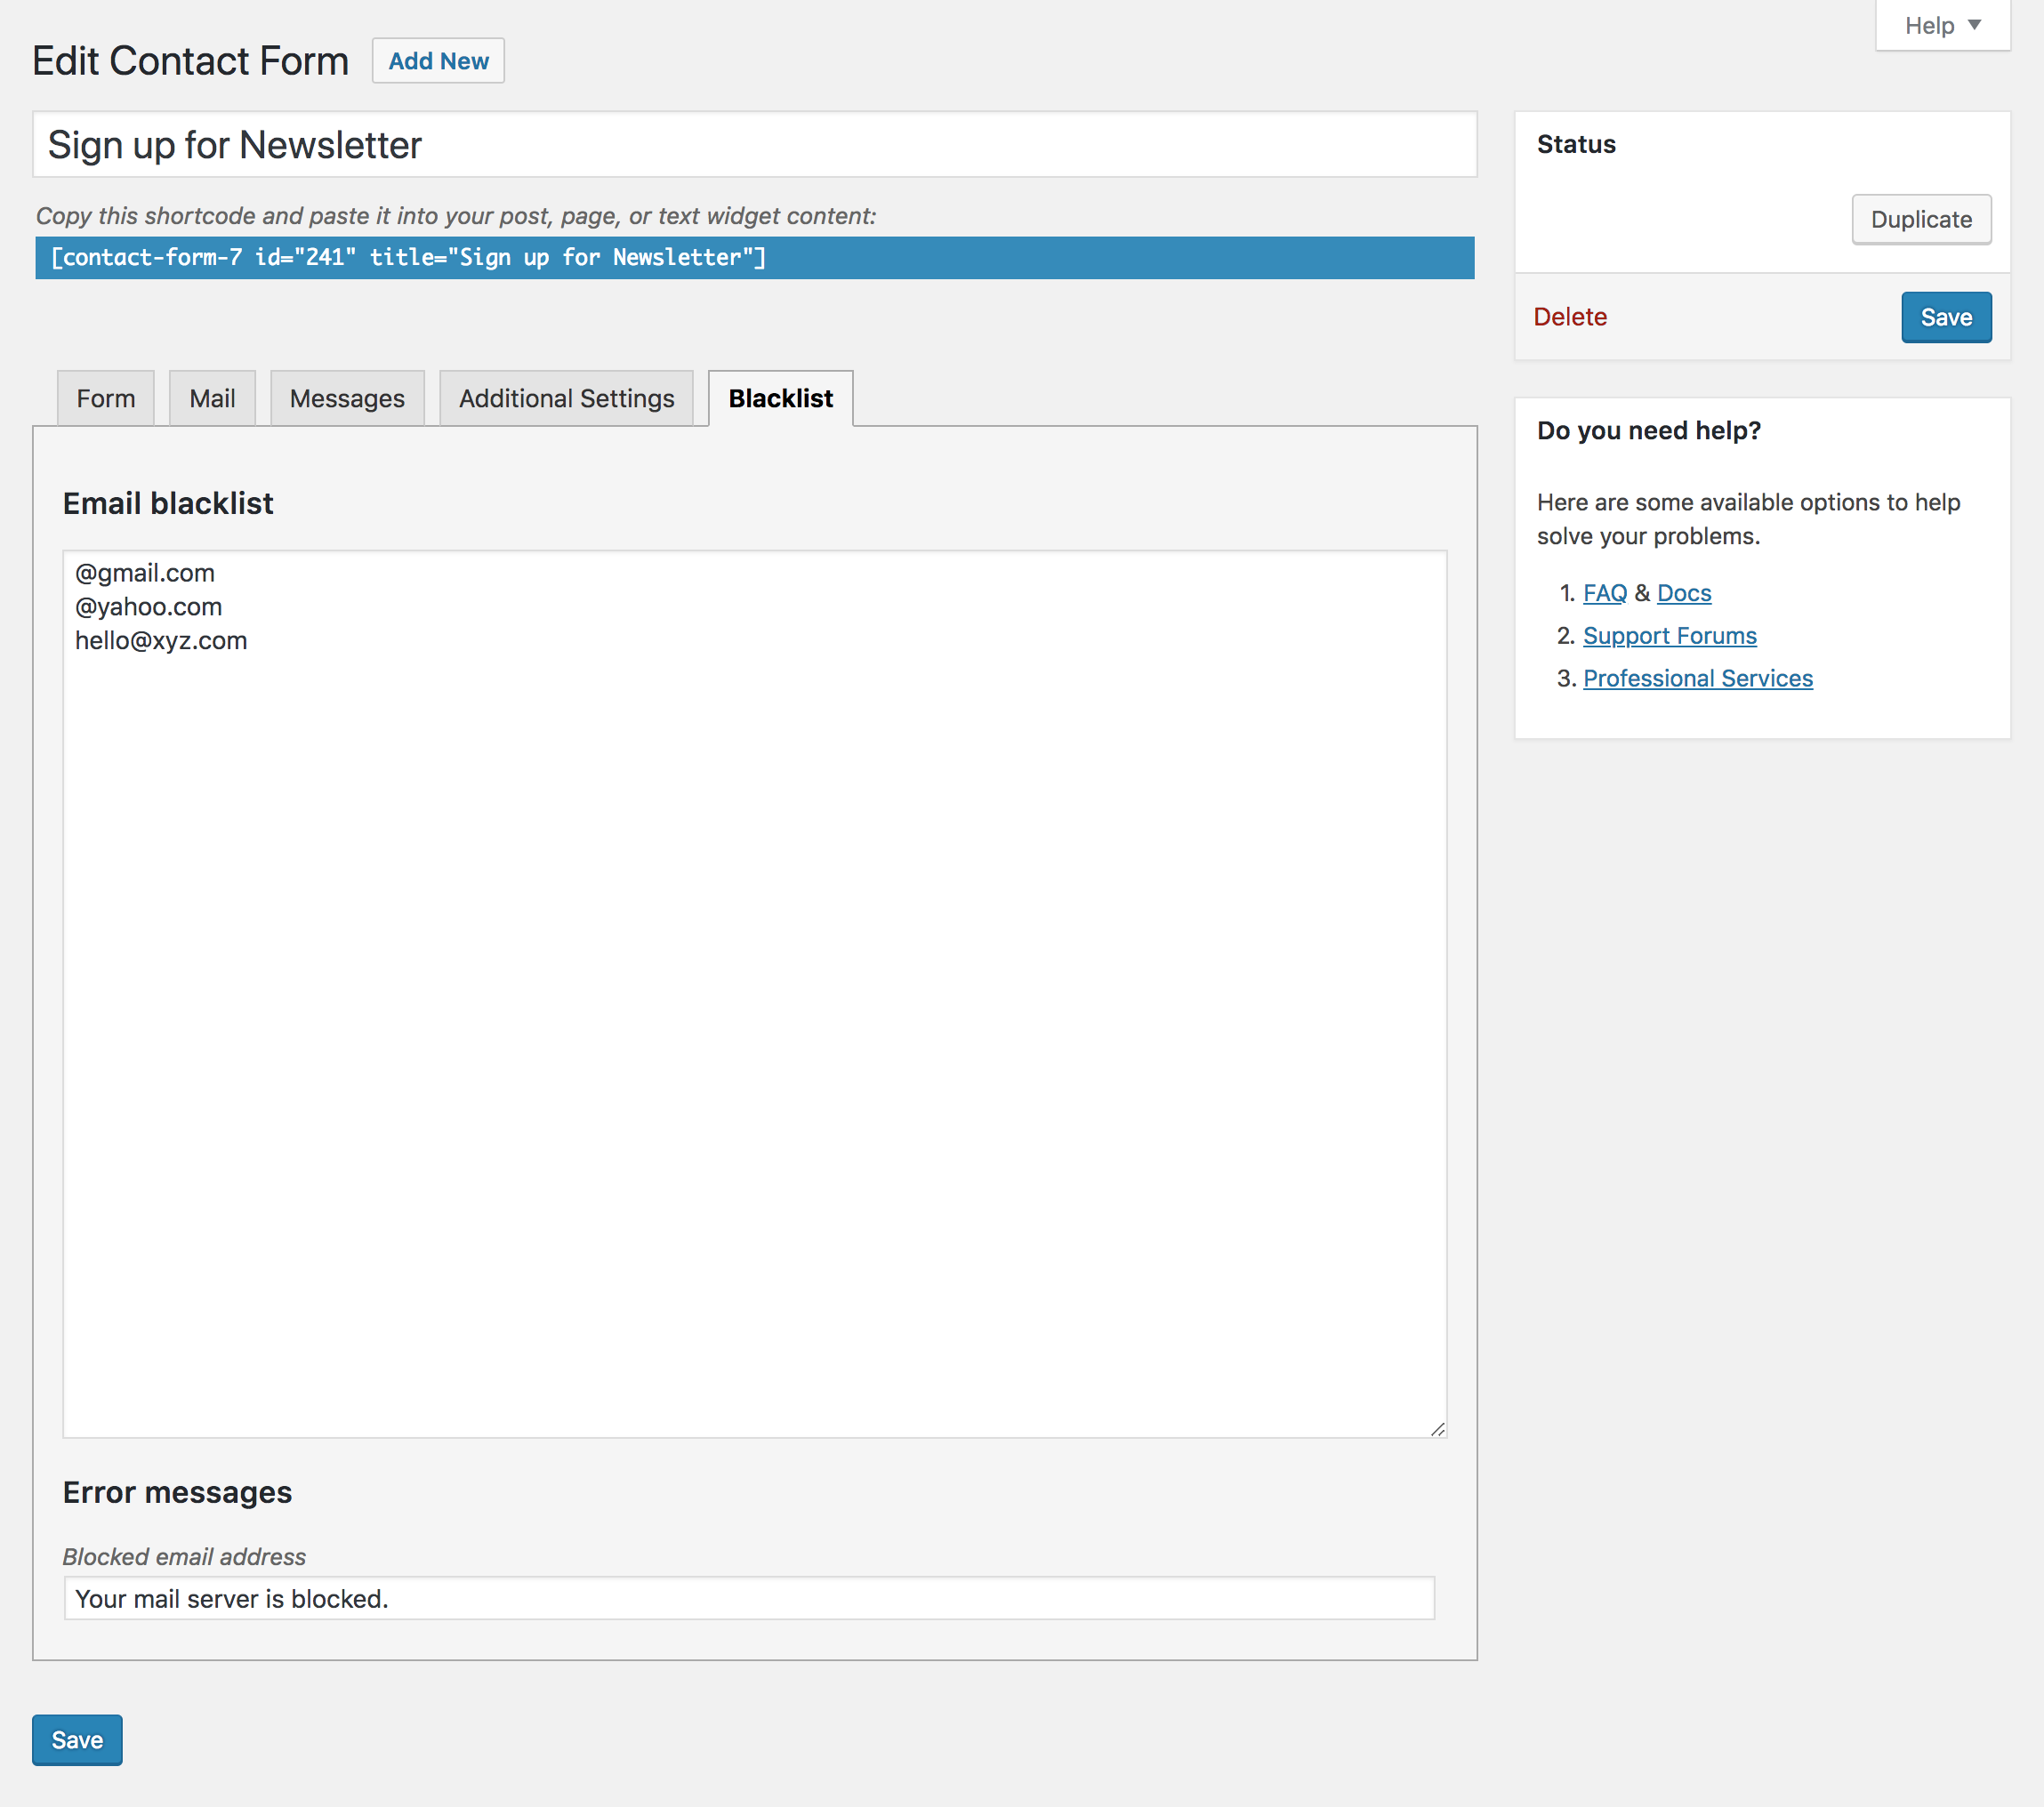 Help ▼
Edit Contact Form
Add New
Sign up for Newsletter
Copy this shortcode and paste it into your post, page, or text widget content:
[contact-form-7 id="241" title="Sign up for Newsletter"]
Status
Duplicate
Delete
Save
Form
Mail
Messages
Additional Settings
Blacklist
Email blacklist
@gmail.com
@yahoo.com
hello@xyz.com
Error messages
Blocked email address
Your mail server is blocked.
Save
Do you need help?
Here are some available options to help
solve your problems.
1. FAQ & Docs
2. Support Forums
3. Professional Services